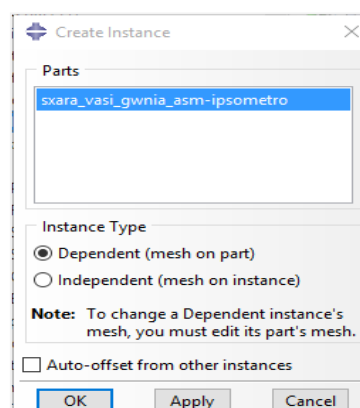 Create Instance
Parts
sxara_vasi_gwnia_asm-ipsometro
Instance Type
Dependent (mesh on part)
Independent (mesh on instance)
Note: To change a Dependent instance's
mesh, you must edit its part's mesh.
Auto-offset from other instances
OK Apply Cancel